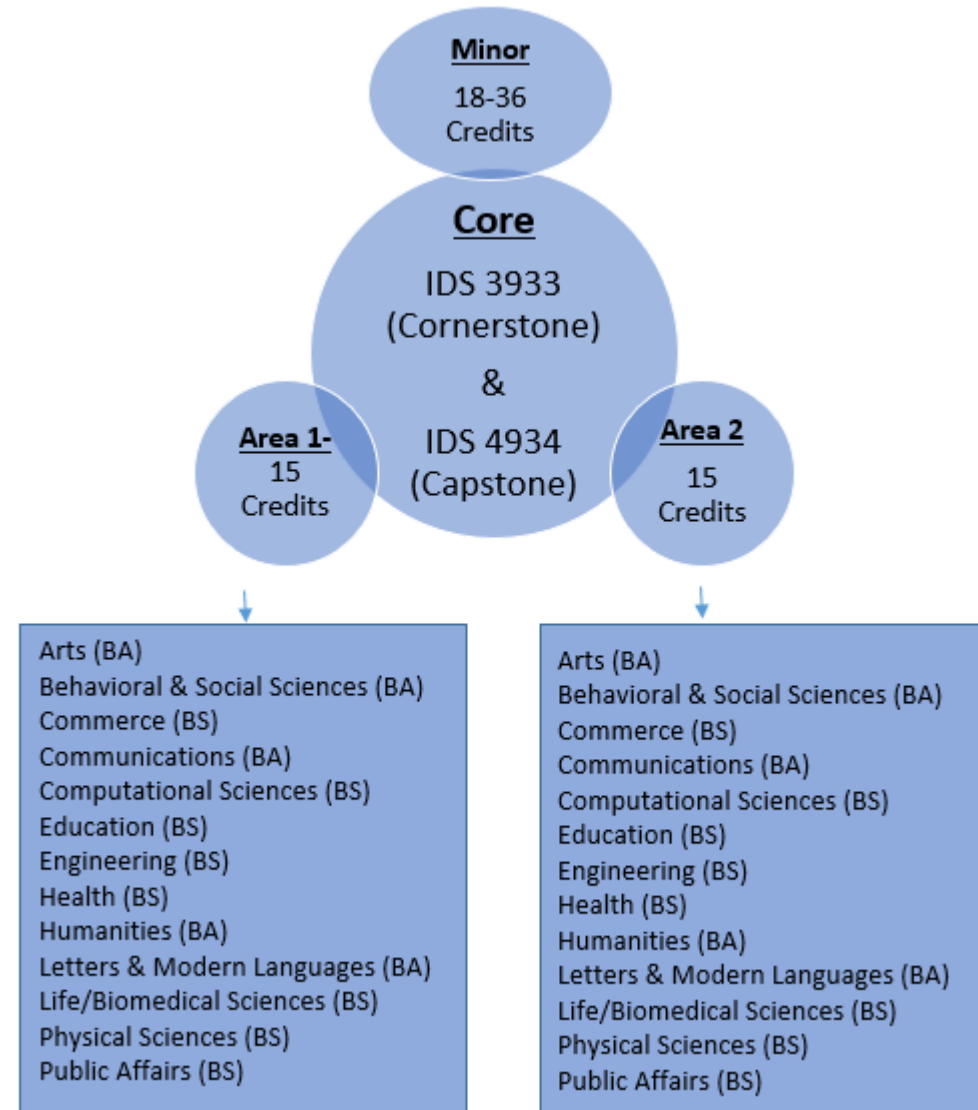 Minor
18-36
Credits
Core
IDS 3933
(Cornerstone)
&
IDS 4934
(Capstone)
Area 1-
15
Credits
Area 2
15
Credits
Arts (BA)
Behavioral & Social Sciences (BA)
Commerce (BS)
Communications (BA)
Computational Sciences (BS)
Education (BS)
Engineering (BS)
Health (BS)
Humanities (BA)
Letters & Modern Languages (BA)
Life/Biomedical Sciences (BS)
Physical Sciences (BS)
Public Affairs (BS)
Arts (BA)
Behavioral & Social Sciences (BA)
Commerce (BS)
Communications (BA)
Computational Sciences (BS)
Education (BS)
Engineering (BS)
Health (BS)
Humanities (BA)
Letters & Modern Languages (BA)
Life/Biomedical Sciences (BS)
Physical Sciences (BS)
Public Affairs (BS)